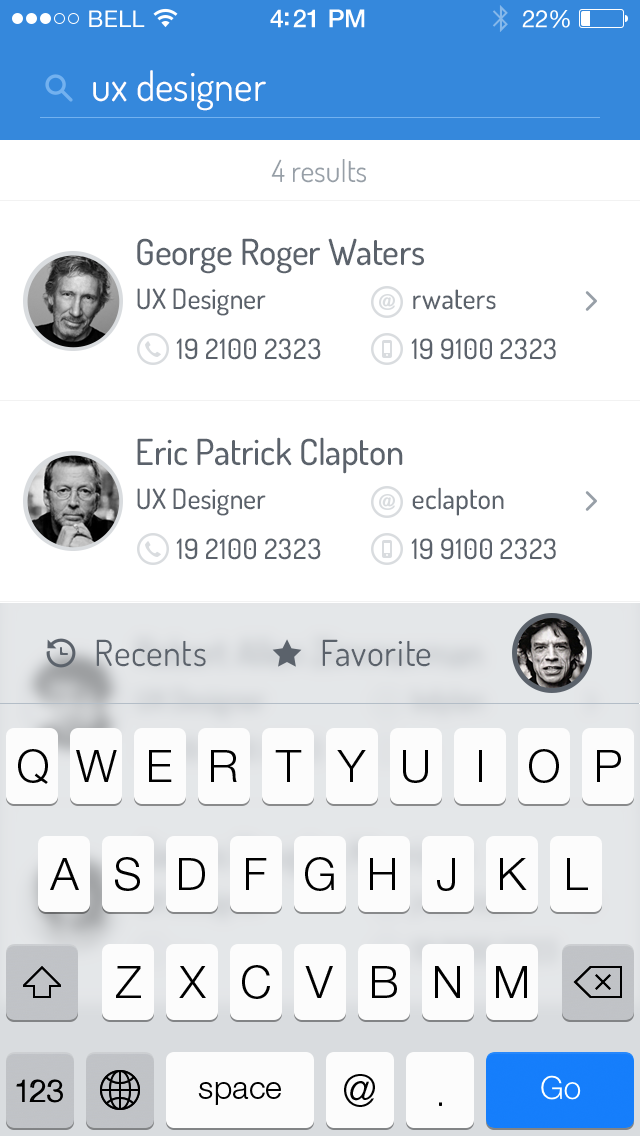 BELL 4:21 PM 22%
ux designer
4 results
George Roger Waters
UX Designer @ rwaters
19 2100 2323 19 9100 2323
Eric Patrick Clapton
UX Designer @ eclapton
19 2100 2323 19 9100 2323
Recents Favorite
Q W E R T Y U I O P
A S D F G H J K L
Z X C V B N M
123 space @ . Go